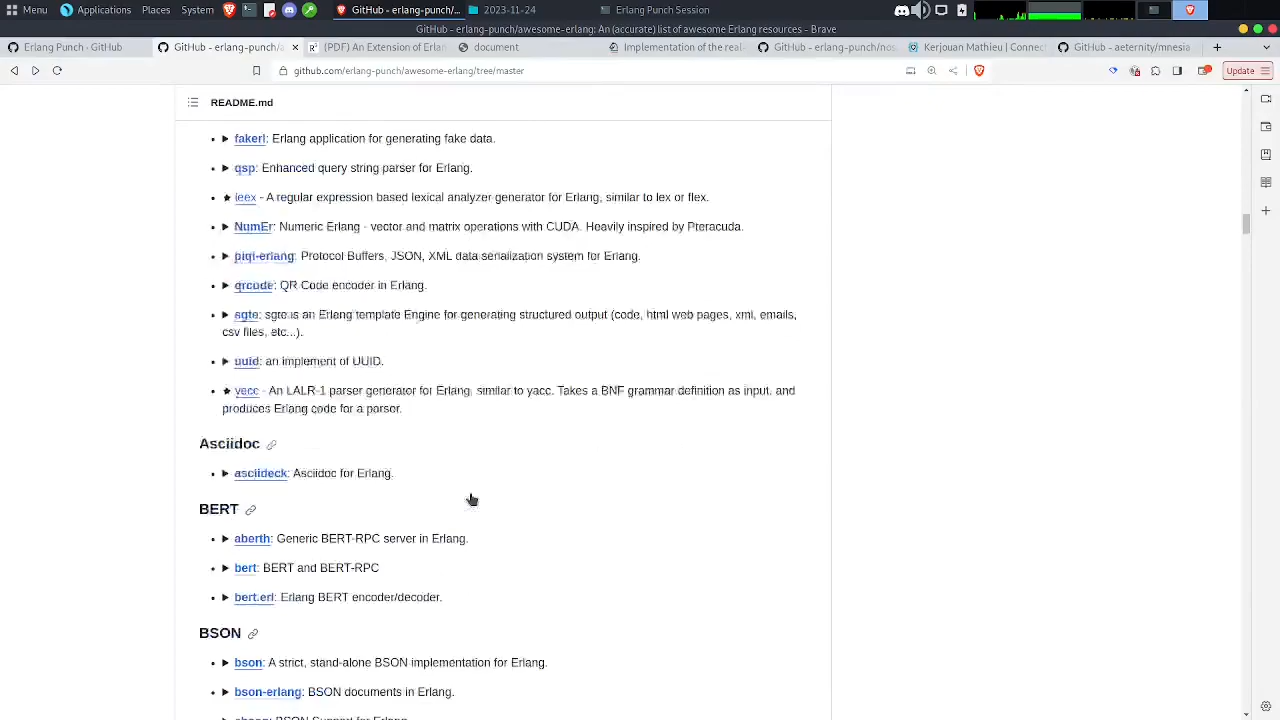 Menu Applications Places System GitHub - erlang-punch/... 2023-11-24 Erlang Punch Session
GitHub - erlang-punch/awesome-erlang: An (accurate) list of awesome Erlang resources - Brave
Erlang Punch · GitHub GitHub - erlang-punch/a (PDF) An Extension of Erlan document Implementation of the real- GitHub - erlang-punch/nos Kerjouan Mathieu | Connect GitHub - aeternity/mnesia
github.com/erlang-punch/awesome-erlang/tree/master Update
README.md
fakerl: Erlang application for generating fake data.
qsp: Enhanced query string parser for Erlang.
leex - A regular expression based lexical analyzer generator for Erlang, similar to lex or flex.
NumEr: Numeric Erlang - vector and matrix operations with CUDA. Heavily inspired by Pteracuda.
piqi-erlang: Protocol Buffers, JSON, XML data serialization system for Erlang.
qrcode: QR Code encoder in Erlang.
sgte: sgte is an Erlang template Engine for generating structured output (code, html web pages, xml, emails,
csv files, etc...).
uuid: an implement of UUID.
yecc - An LALR-1 parser generator for Erlang, similar to yacc. Takes a BNF grammar definition as input, and
produces Erlang code for a parser.
Asciidoc
asciideck: Asciidoc for Erlang.
BERT
aberth: Generic BERT-RPC server in Erlang.
bert: BERT and BERT-RPC
bert.erl: Erlang BERT encoder/decoder.
BSON
bson: A strict, stand-alone BSON implementation for Erlang.
bson-erlang: BSON documents in Erlang.